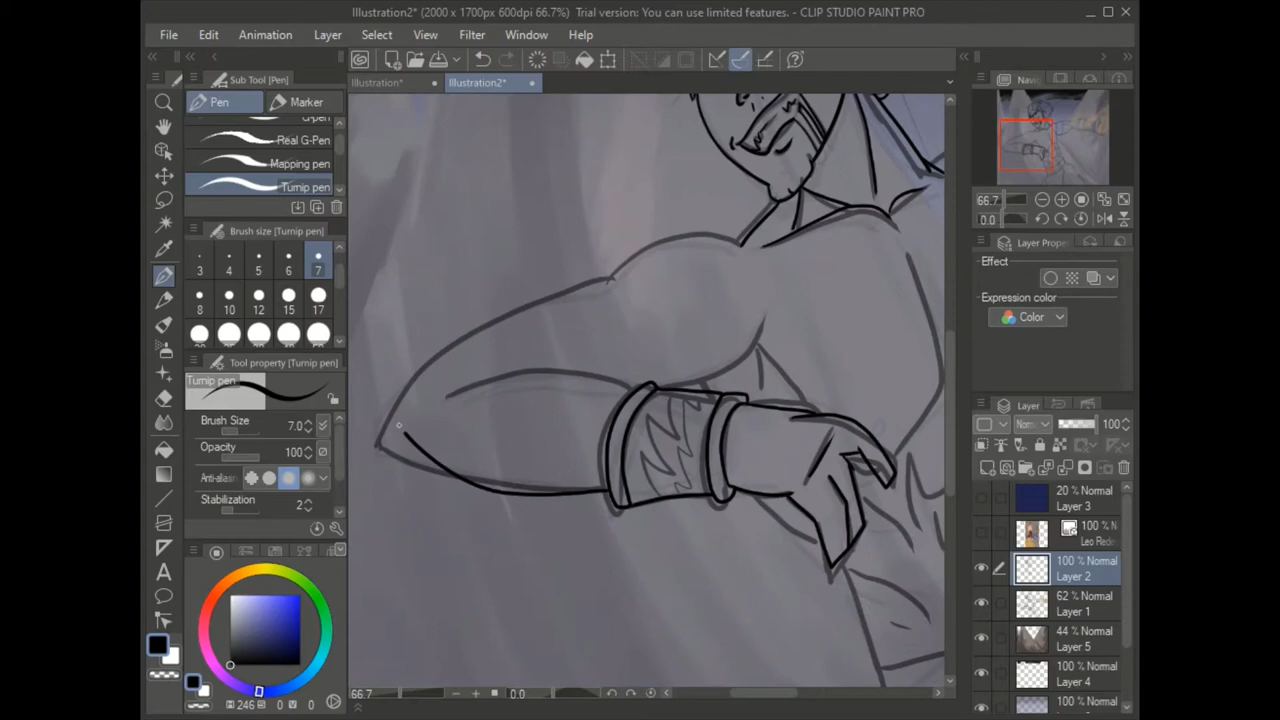 Illustration2* (2000 x 1700px 600dpi 66.7%) Trial version: You can use limited features. - CLIP STUDIO PAINT PRO
File Edit Animation Layer Select View Filter Window Help
Sub Tool [Pen]
Illustration*
Illustration2*
Pen
Marker
G-pen
Real G-Pen
Mapping pen
Turnip pen
Brush size [Turnip pen]
3 4 5 6 7
8 10 12 15 17
Tool property [Turnip pen]
Turnip pen
Brush Size 7.0
Opacity 100
Anti-alias
Stabilization 2
246 S 0 V 0
66.7 0.0
66.7
0.0
Layer Prope
Effect
Expression color
Color
Layer
Norm 100
20 % Normal
Layer 3
100 % N
Leo Rede
100 % Normal
Layer 2
62 % Normal
Layer 1
44 % Normal
Layer 5
100 % Normal
Layer 4
100 % Normal